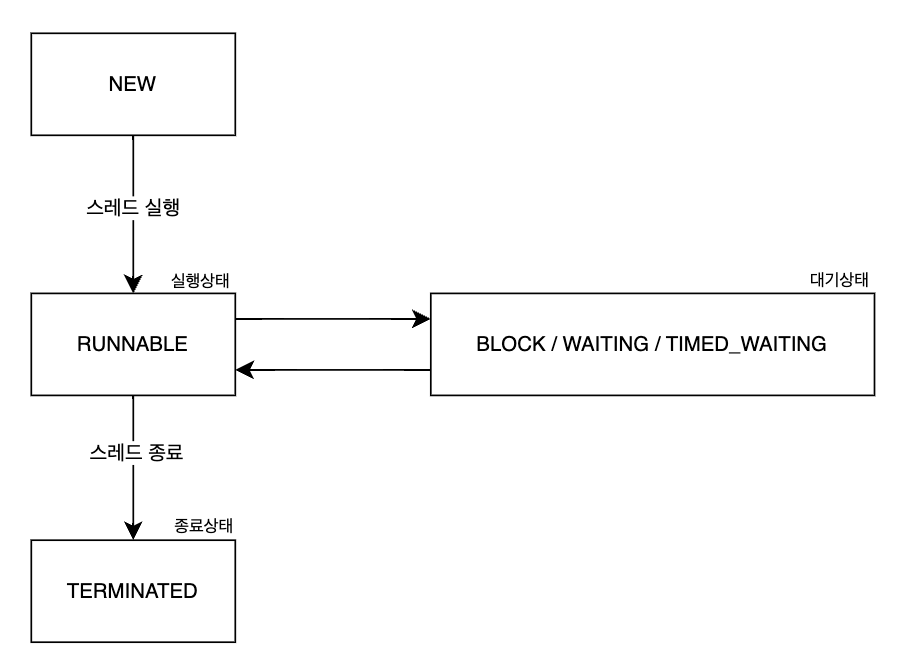 NEW
스레드 실행
실행상태
대기상태
RUNNABLE
BLOCK / WAITING / TIMED_WAITING
스레드 종료
종료상태
TERMINATED